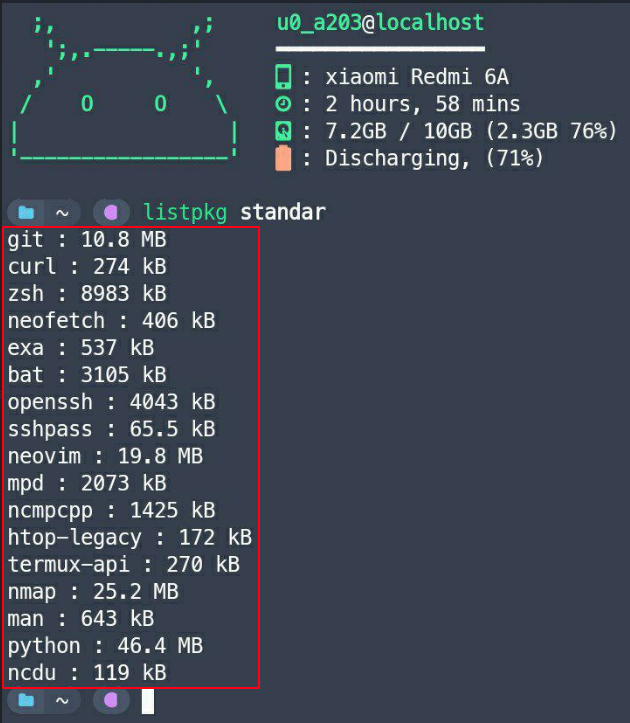 u0_a203@localhost
: xiaomi Redmi 6A
: 2 hours, 58 mins
: 7.2GB / 10GB (2.3GB 76%)
: Discharging, (71%)
~ listpkg standar
git : 10.8 MB
curl : 274 kB
zsh : 8983 kB
neofetch : 406 kB
exa : 537 kB
bat : 3105 kB
openssh : 4043 kB
sshpass : 65.5 kB
neovim : 19.8 MB
mpd : 2073 kB
ncmpcpp : 1425 kB
htop-legacy : 172 kB
termux-api : 270 kB
nmap : 25.2 MB
man : 643 kB
python : 46.4 MB
ncdu : 119 kB
~